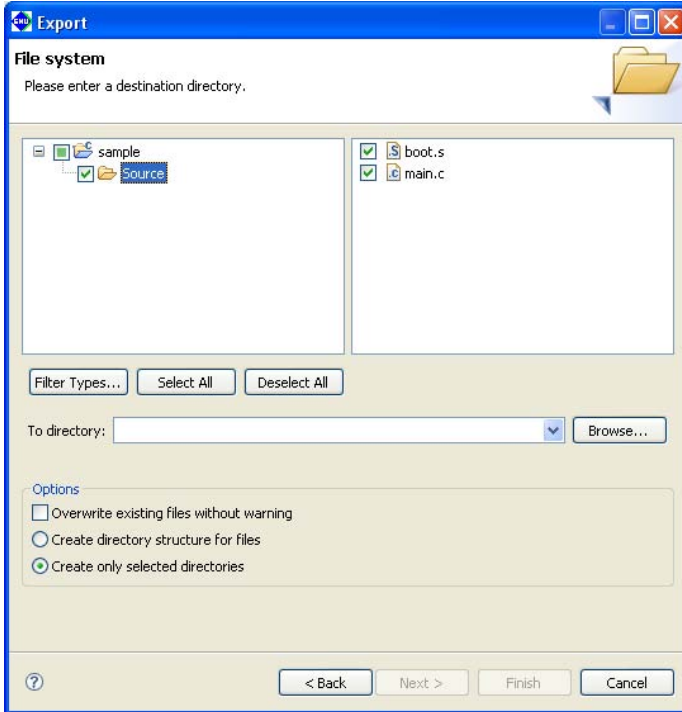 GNU Export
File system
Please enter a destination directory.
sample
Source
S boot.s
.c main.c
Filter Types... Select All Deselect All
To directory: Browse...
Options
Overwrite existing files without warning
Create directory structure for files
Create only selected directories
? < Back Next > Finish Cancel